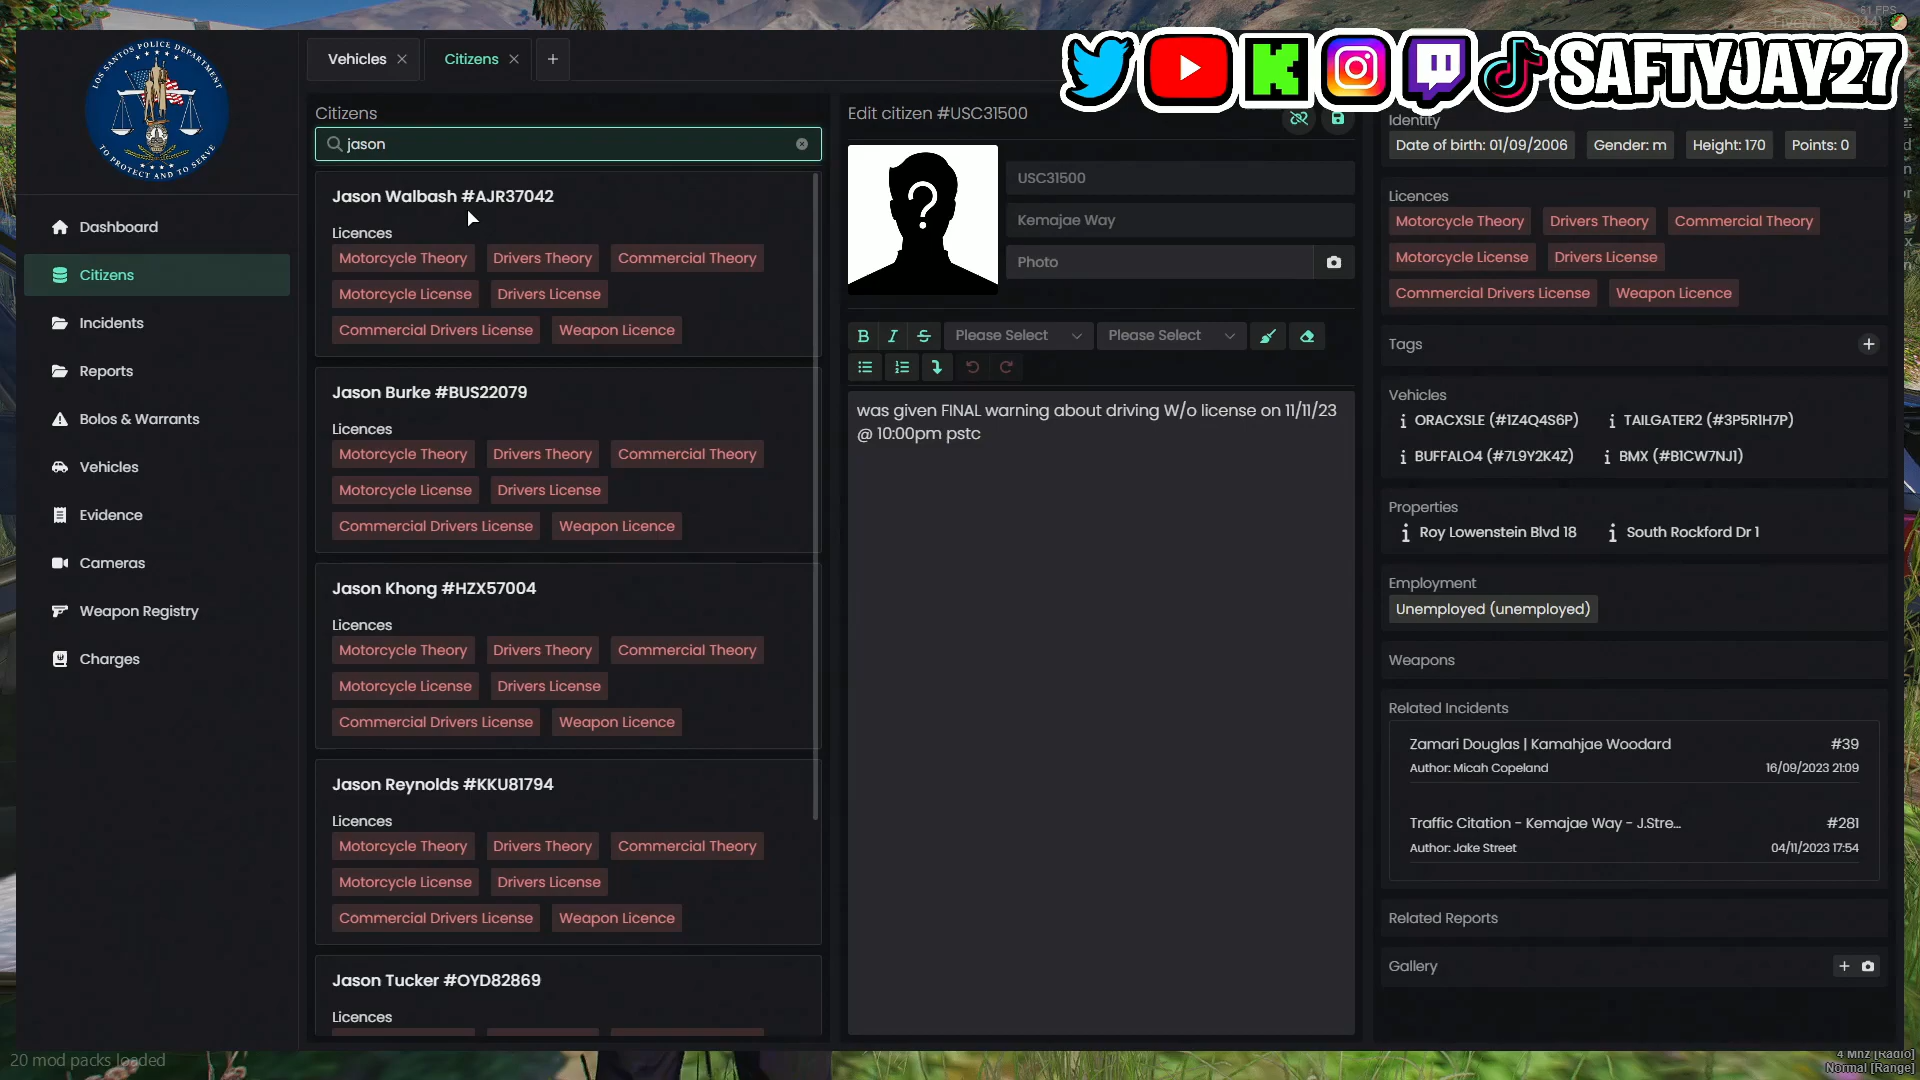 61 FPS
SAFTYJAY27
LOS SANTOS POLICE DEPARTMENT
TO PROTECT AND TO SERVE
Dashboard
Citizens
Incidents
Reports
Bolos & Warrants
Vehicles
Evidence
Cameras
Weapon Registry
Charges
Vehicles
Citizens
Citizens
jason
Jason Walbash #AJR37042
Licences
Motorcycle Theory Drivers Theory Commercial Theory
Motorcycle License Drivers License
Commercial Drivers License Weapon Licence
Jason Burke #BUS22079
Licences
Motorcycle Theory Drivers Theory Commercial Theory
Motorcycle License Drivers License
Commercial Drivers License Weapon Licence
Jason Khong #HZX57004
Licences
Motorcycle Theory Drivers Theory Commercial Theory
Motorcycle License Drivers License
Commercial Drivers License Weapon Licence
Jason Reynolds #KKU81794
Licences
Motorcycle Theory Drivers Theory Commercial Theory
Motorcycle License Drivers License
Commercial Drivers License Weapon Licence
Jason Tucker #OYD82869
Licences
Edit citizen #USC31500
USC31500
Kemajae Way
Photo
B I S Please Select Please Select
was given FINAL warning about driving W/o license on 11/11/23
@ 10:00pm pstc
Identity
Date of birth: 01/09/2006 Gender: m Height: 170 Points: 0
Licences
Motorcycle Theory Drivers Theory Commercial Theory
Motorcycle License Drivers License
Commercial Drivers License Weapon Licence
Tags
Vehicles
ORACXSLE (#1Z4Q4S6P) TAILGATER2 (#3P5R1H7P)
BUFFALO4 (#7L9Y2K4Z) BMX (#B1CW7NJ1)
Properties
Roy Lowenstein Blvd 18 South Rockford Dr 1
Employment
Unemployed (unemployed)
Weapons
Related Incidents
Zamari Douglas | Kamahjae Woodard #39
Author: Micah Copeland 16/09/2023 21:09
Traffic Citation - Kemajae Way - J.Stre... #281
Author: Jake Street 04/11/2023 17:54
Related Reports
Gallery
20 mod packs loaded
4 Mhz [Radio]
Normal [Range]